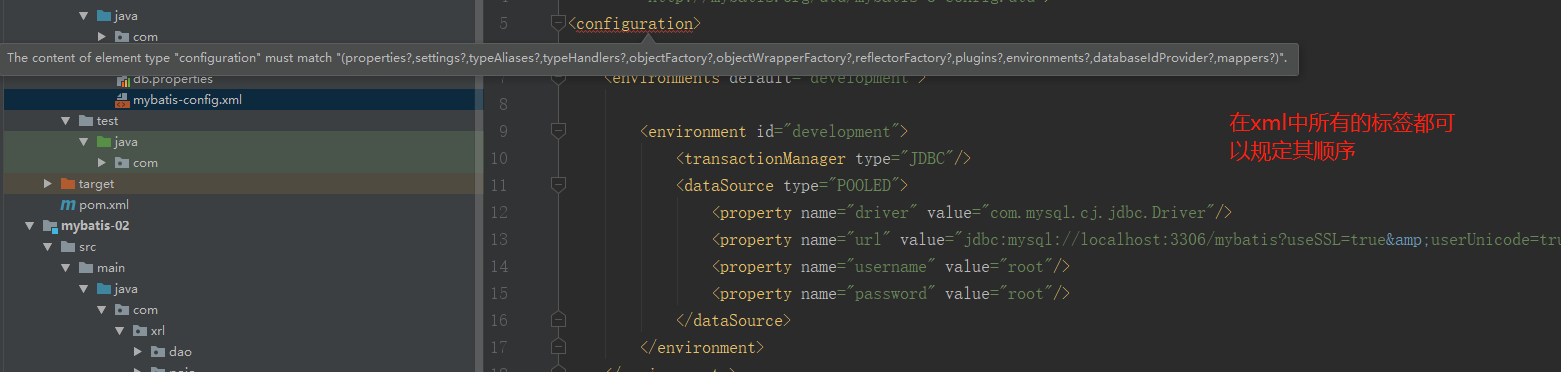 java
com
The content of element type "configuration" must match "(properties?,settings?,typeAliases?,typeHandlers?,objectFactory?,objectWrapperFactory?,reflectorFactory?,plugins?,environments?,databaseIdProvider?,mappers?)".
db.properties
mybatis-config.xml
test
java
com
target
pom.xml
mybatis-02
src
main
java
com
xrl
dao
5 <configuration>
<environments default="development">
8
9 <environment id="development">
10 <transactionManager type="JDBC"/>
11 <dataSource type="POOLED">
12 <property name="driver" value="com.mysql.cj.jdbc.Driver"/>
13 <property name="url" value="jdbc:mysql://localhost:3306/mybatis?useSSL=true&amp;userUnicode=tru
14 <property name="username" value="root"/>
15 <property name="password" value="root"/>
16 </dataSource>
17 </environment>
在xml中所有的标签都可
以规定其顺序